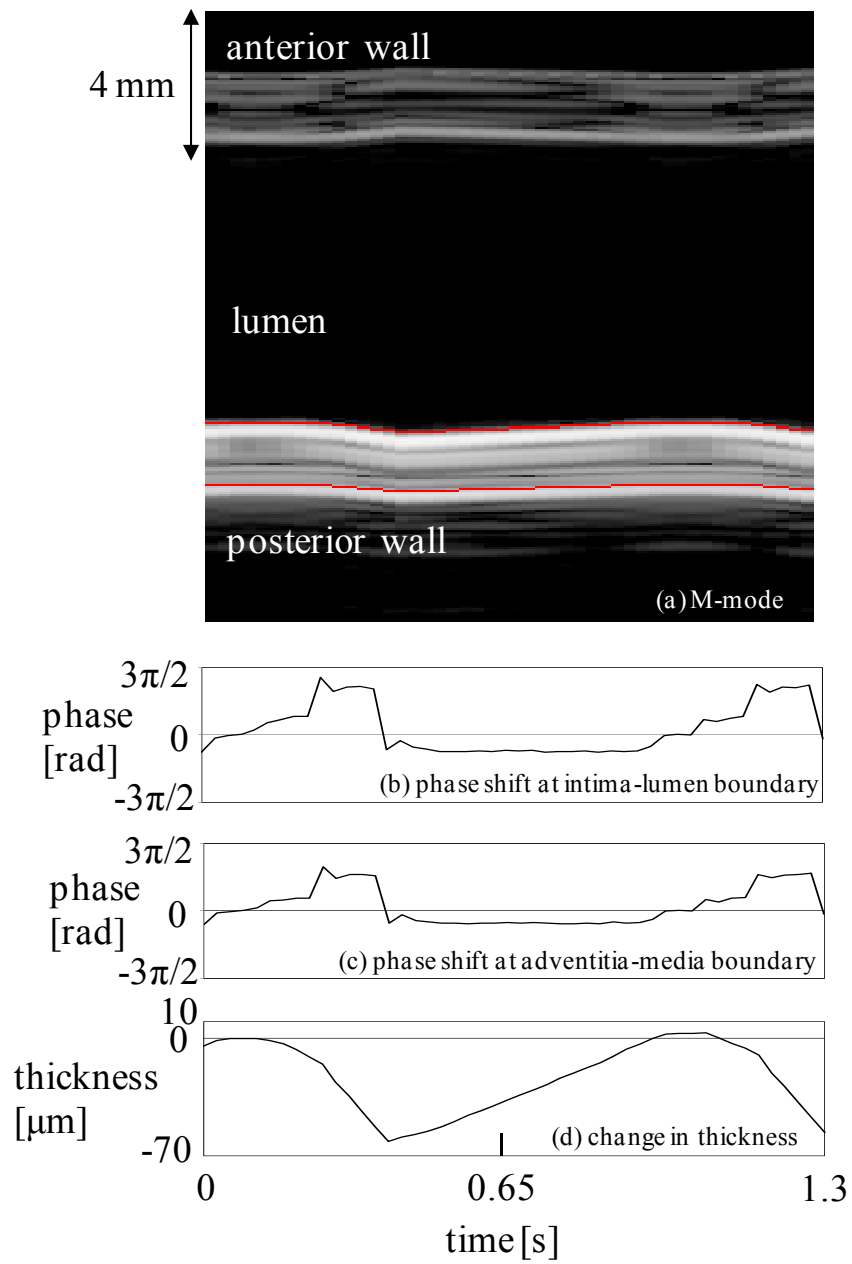 anterior wall
4 mm
lumen
posterior wall
(a) M-mode
3π/2
phase
[rad]
0
-3π/2
(b) phase shift at intima-lumen boundary
3π/2
phase
[rad]
0
-3π/2
(c) phase shift at adventitia-media boundary
10
0
thickness
[μm]
-70
(d) change in thickness
0
0.65
1.3
time [s]